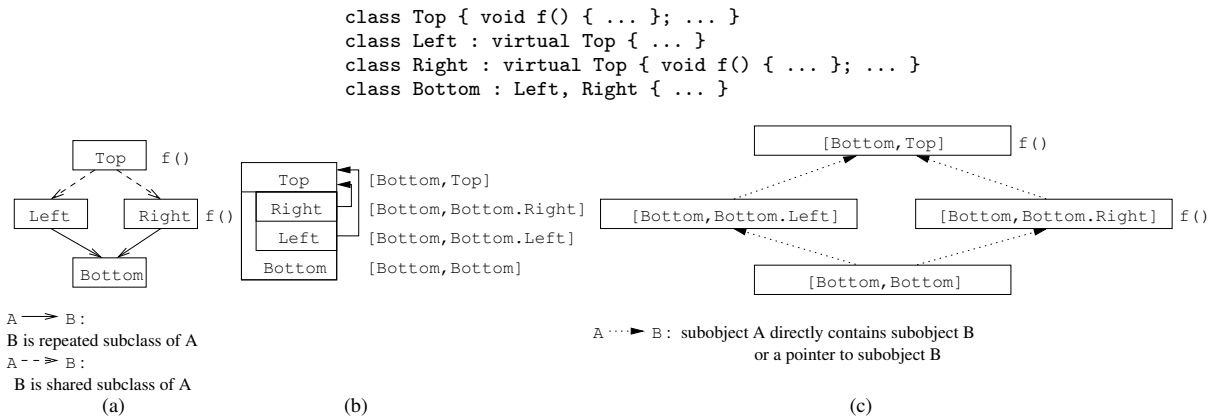 class Top { void f() { ... }; ... }
class Left : virtual Top { ... }
class Right : virtual Top { void f() { ... }; ... }
class Bottom : Left, Right { ... }
Top f()
Left Right f()
Bottom
A B:
B is repeated subclass of A
A B:
B is shared subclass of A
(a)
Top [Bottom,Top]
Right [Bottom,Bottom.Right]
Left [Bottom,Bottom.Left]
Bottom [Bottom,Bottom]
(b)
[Bottom,Top] f()
[Bottom,Bottom.Left] [Bottom,Bottom.Right] f()
[Bottom,Bottom]
A B: subobject A directly contains subobject B
or a pointer to subobject B
(c)